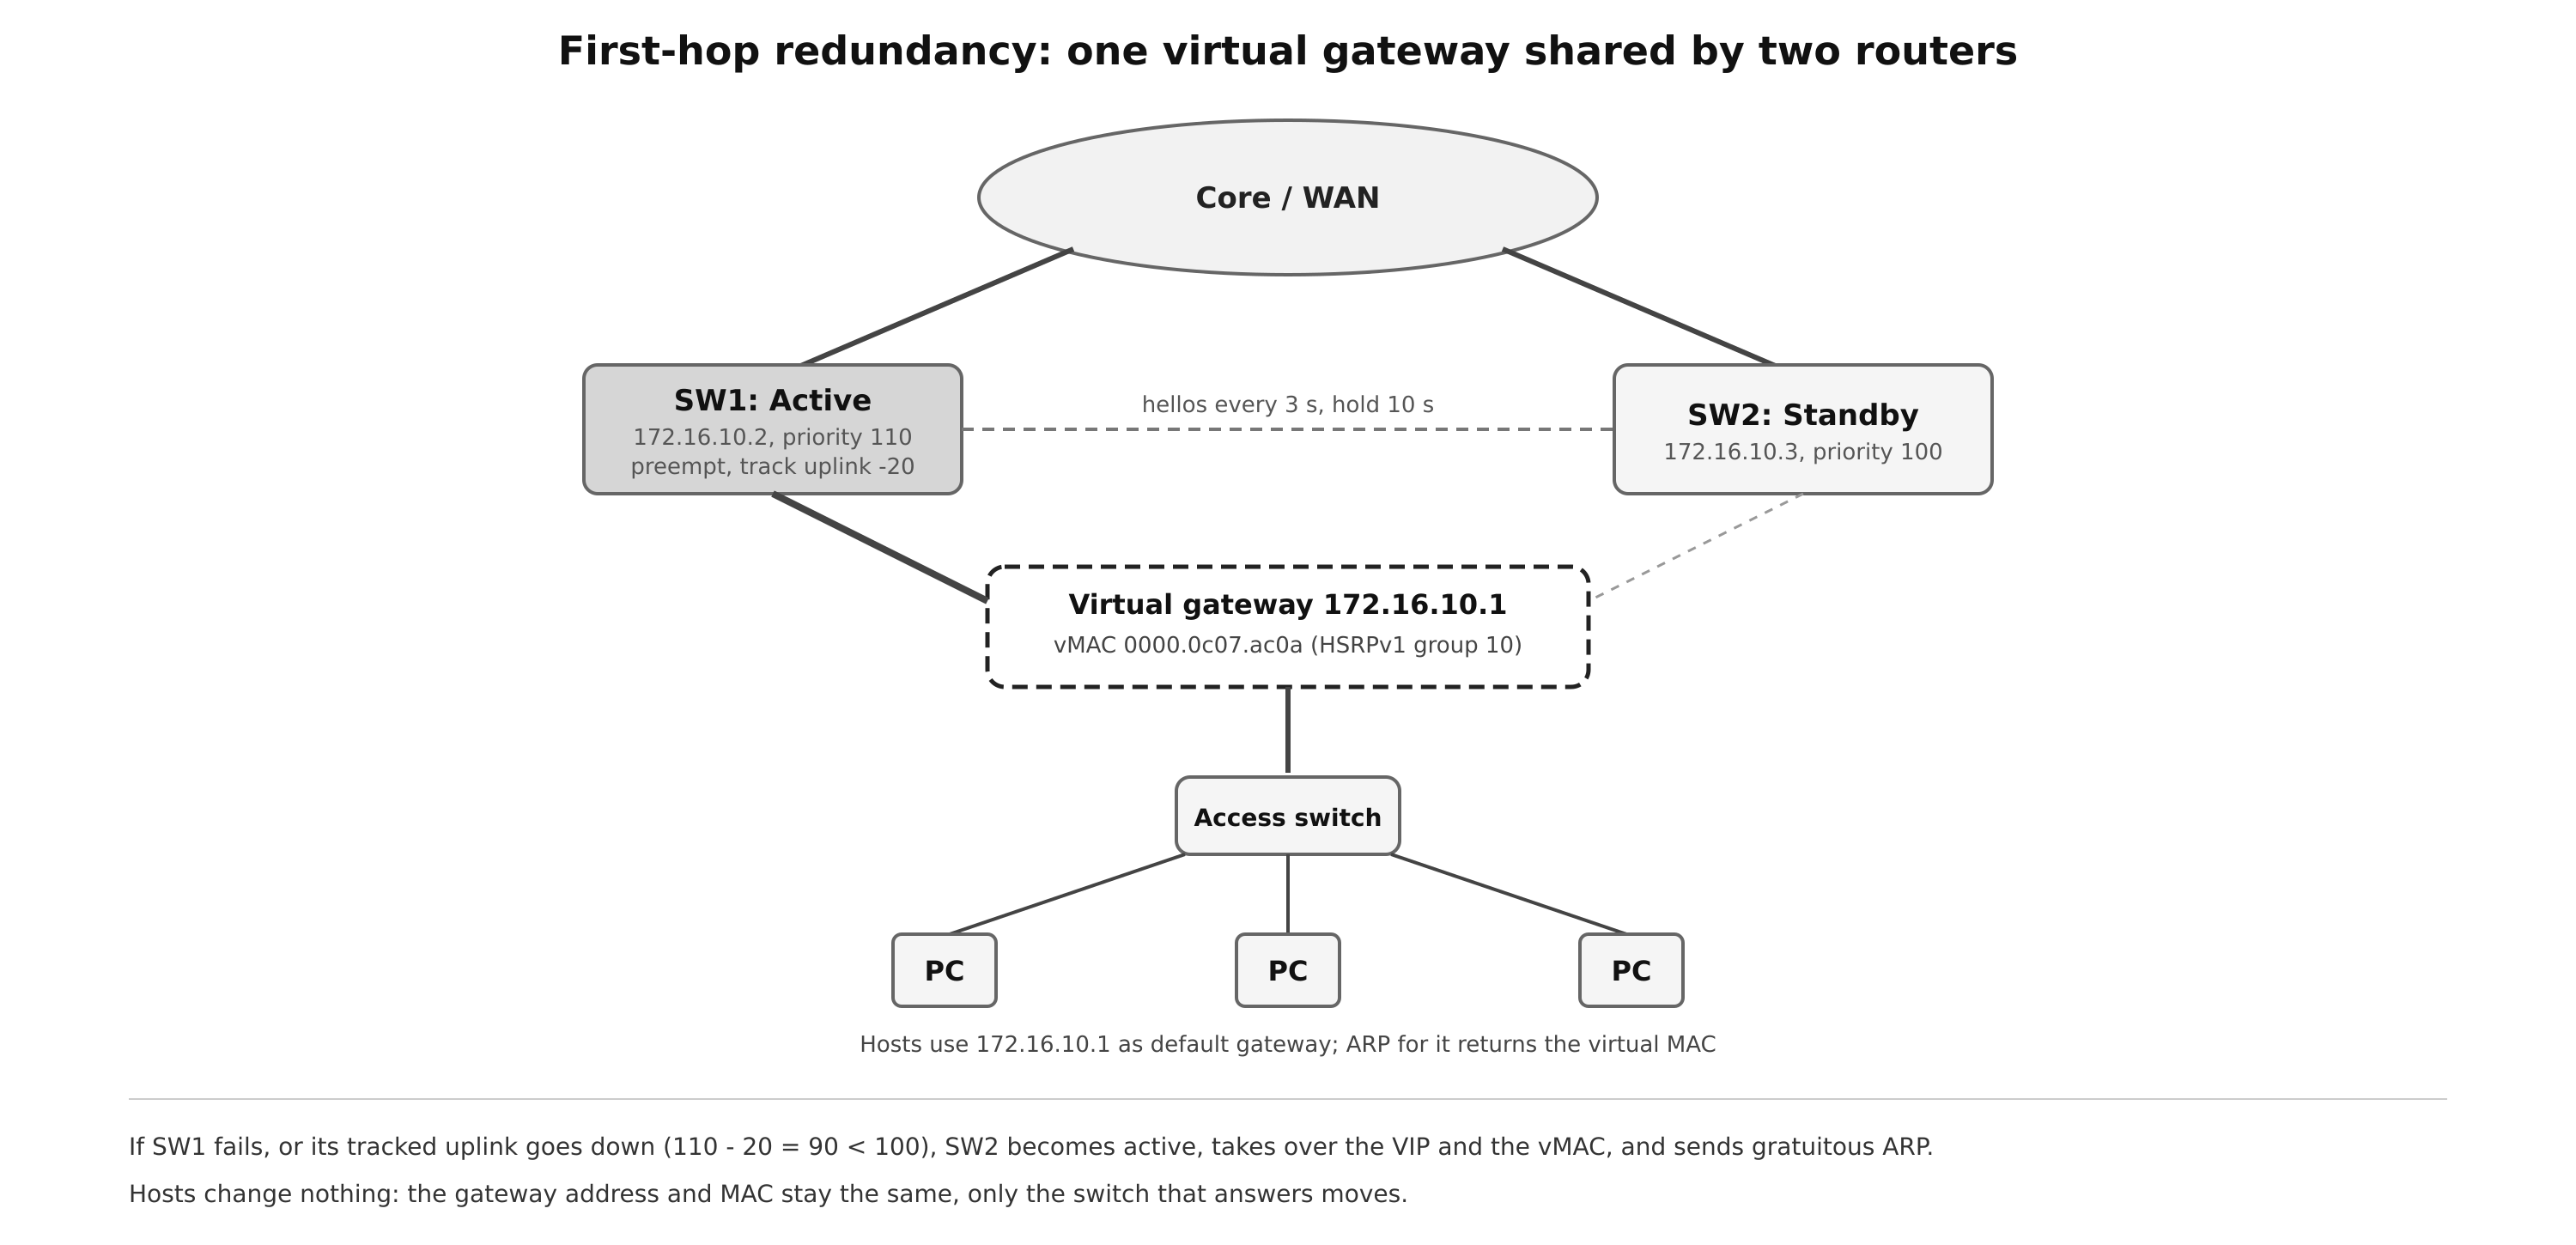 First-hop redundancy: one virtual gateway shared by two routers
Core / WAN
SW1: Active
172.16.10.2, priority 110
preempt, track uplink -20
hellos every 3 s, hold 10 s
SW2: Standby
172.16.10.3, priority 100
Virtual gateway 172.16.10.1
vMAC 0000.0c07.ac0a (HSRPv1 group 10)
Access switch
PC
PC
PC
Hosts use 172.16.10.1 as default gateway; ARP for it returns the virtual MAC
If SW1 fails, or its tracked uplink goes down (110 - 20 = 90 < 100), SW2 becomes active, takes over the VIP and the vMAC, and sends gratuitous ARP.
Hosts change nothing: the gateway address and MAC stay the same, only the switch that answers moves.